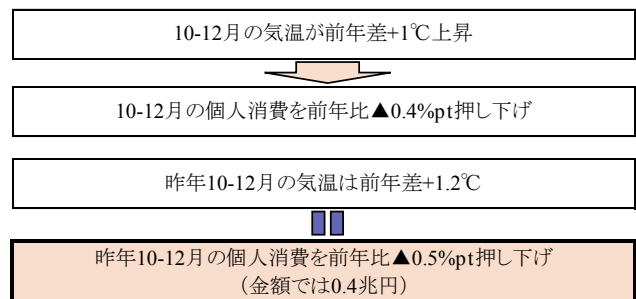 10-12月の気温が前年差+1℃上昇
10-12月の個人消費を前年比▲0.4%pt押し下げ
昨年10-12月の気温は前年差+1.2℃
昨年10-12月の個人消費を前年比▲0.5%pt押し下げ
（金額では0.4兆円）